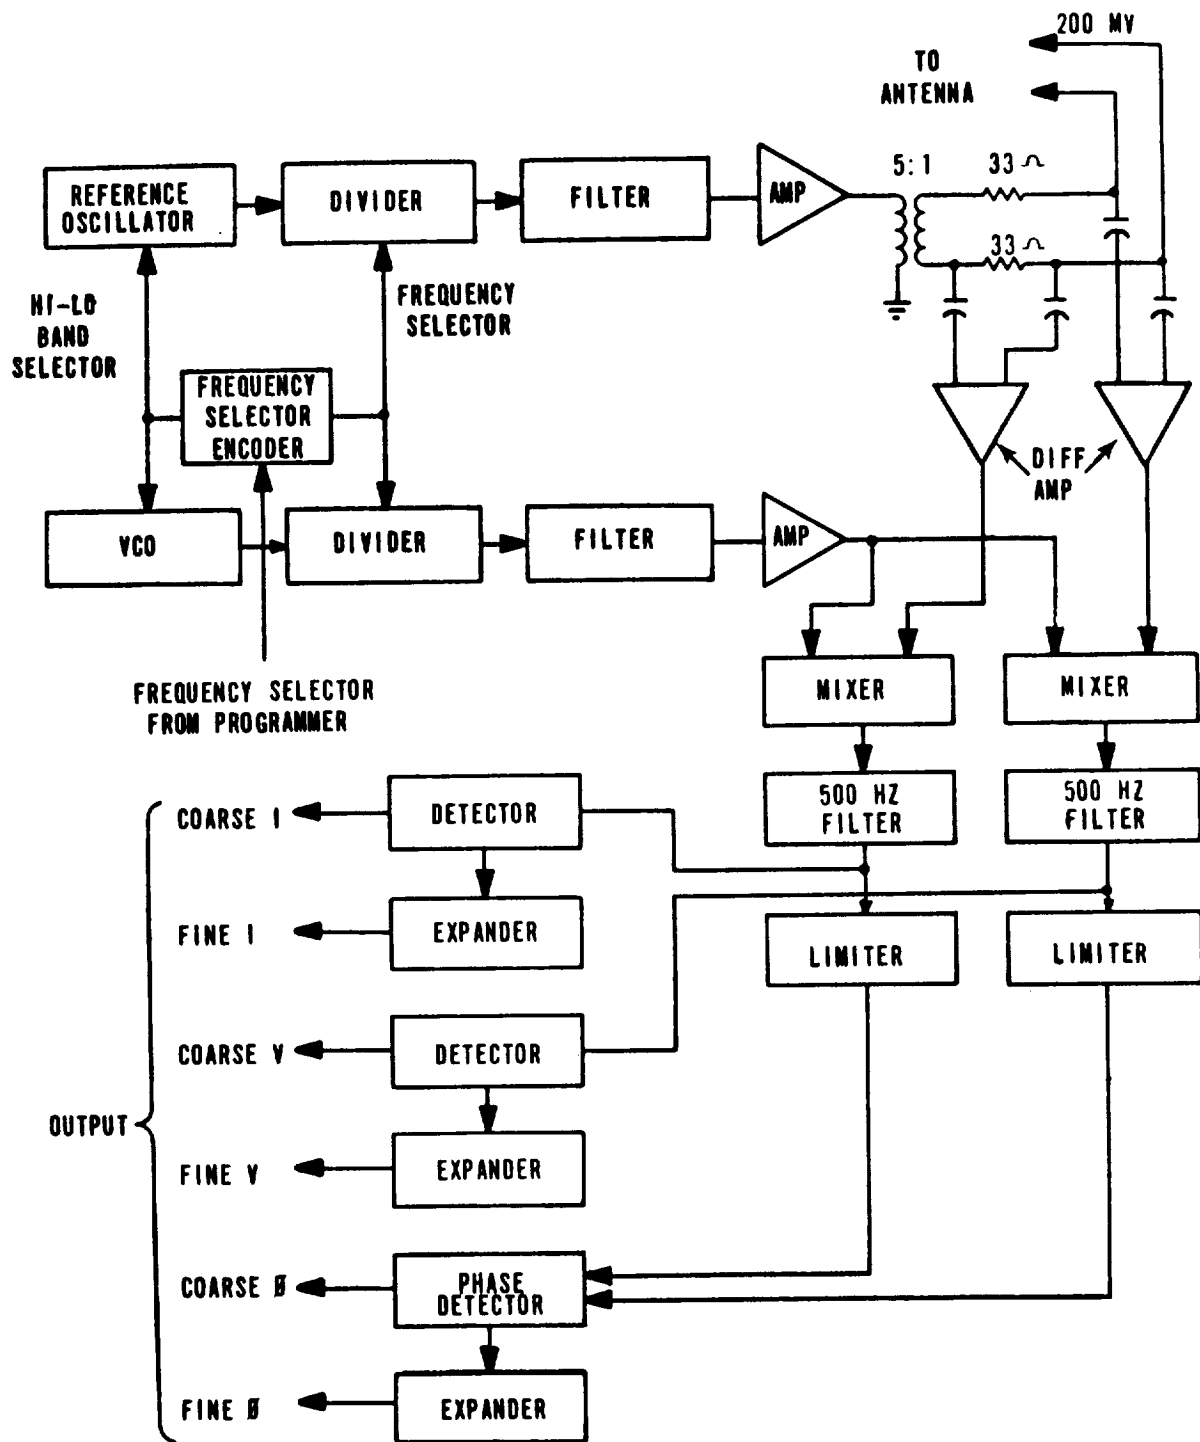 200 MV
TO
ANTENNA
REFERENCE
OSCILLATOR
DIVIDER
FILTER
AMP
5:1
33 Ω
33 Ω
HI-LO
BAND
SELECTOR
FREQUENCY
SELECTOR
FREQUENCY
SELECTOR
ENCODER
DIFF
AMP
VCO
DIVIDER
FILTER
AMP
FREQUENCY SELECTOR
FROM PROGRAMMER
MIXER
MIXER
500 HZ
FILTER
500 HZ
FILTER
COARSE I
DETECTOR
FINE I
EXPANDER
LIMITER
LIMITER
COARSE V
DETECTOR
OUTPUT
FINE V
EXPANDER
COARSE Ø
PHASE
DETECTOR
FINE Ø
EXPANDER